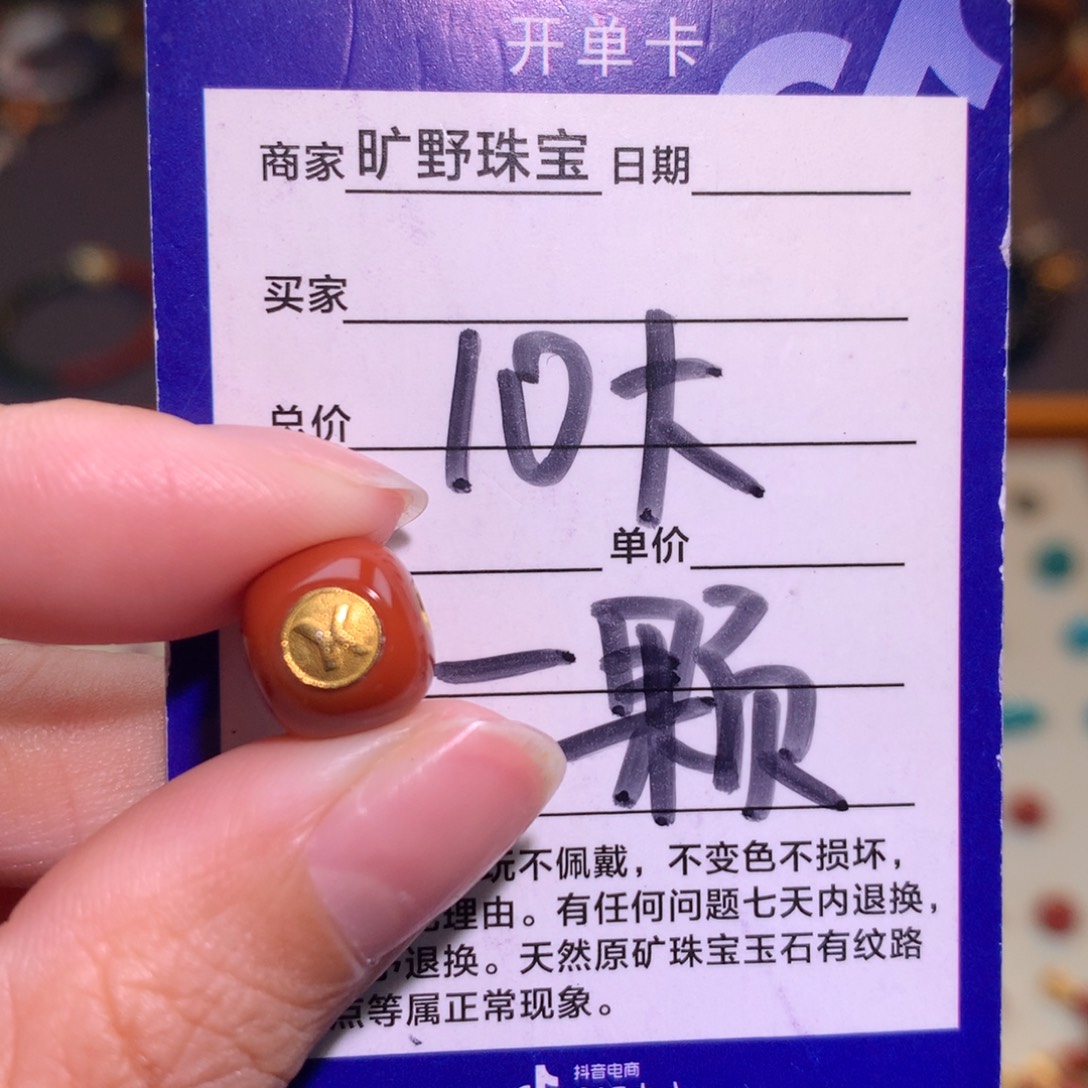 开单卡
商家旷野珠宝 日期
买家
总价 10大
单价
一颗
玩不佩戴，不变色不损坏，
理由。有任何问题七天内退换，
予退换。天然原矿珠宝玉石有纹路
点等属正常现象。
抖音电商